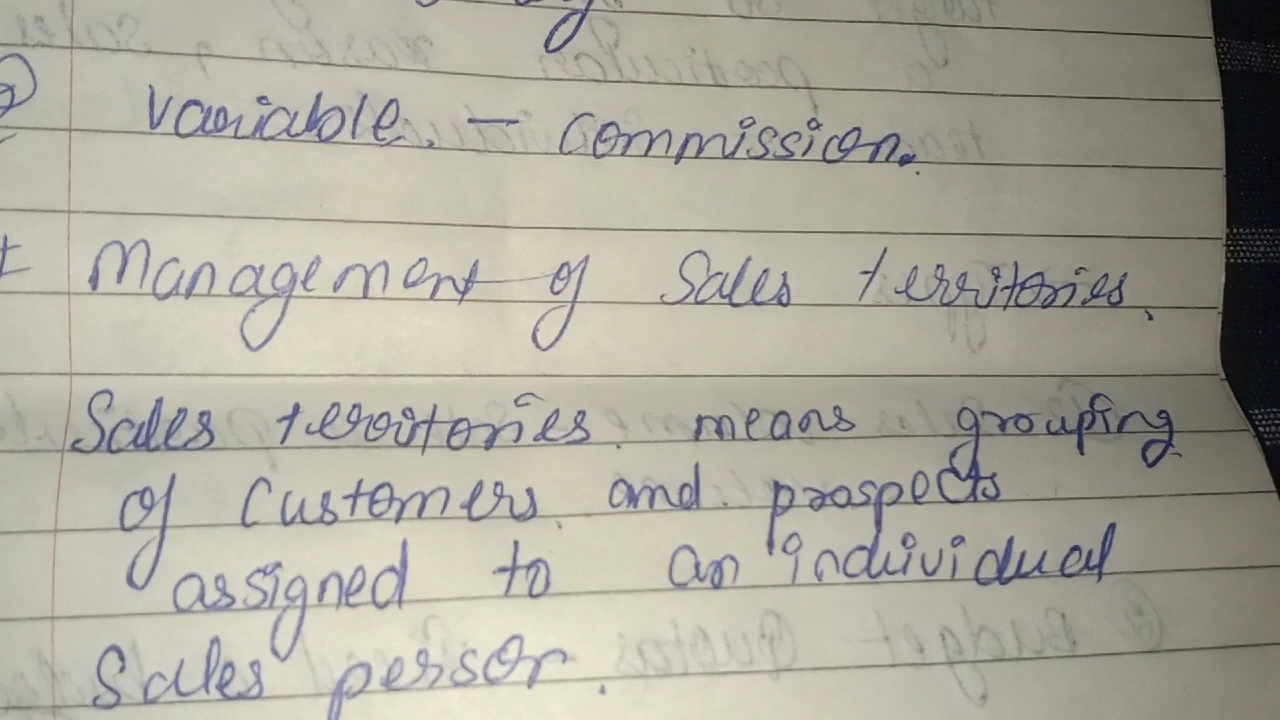 ② Variable. - Commission.
* Management of Sales territories.
Sales territories means grouping
of Customers and prospects
assigned to an individual
Sales person.